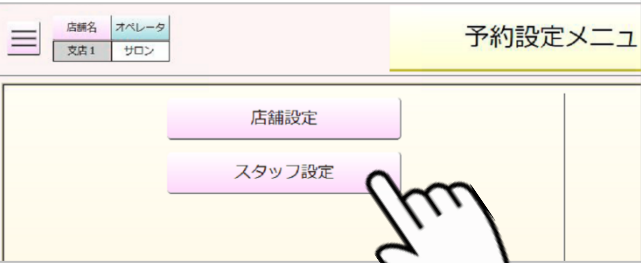 店舗名 オペレータ
支店1 サロン
予約設定メニュ
店舗設定
スタッフ設定